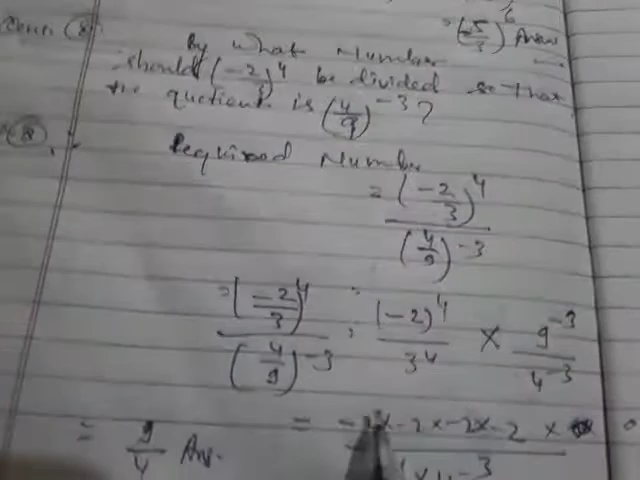 = (-5/3)^6 Answ
(8) By what Number
should (-2/3)^4 be divided so that
the quotient is (4/9)^-3?
(8). Required Number
= (-2/3)^4 / (4/9)^-3
= (-2/3)^4 / (4/9)^-3 = (-2)^4 / 3^4 × 9^-3 / 4^-3
= 9/4 Ans. = -2 × -2 × -2 × -2 ×